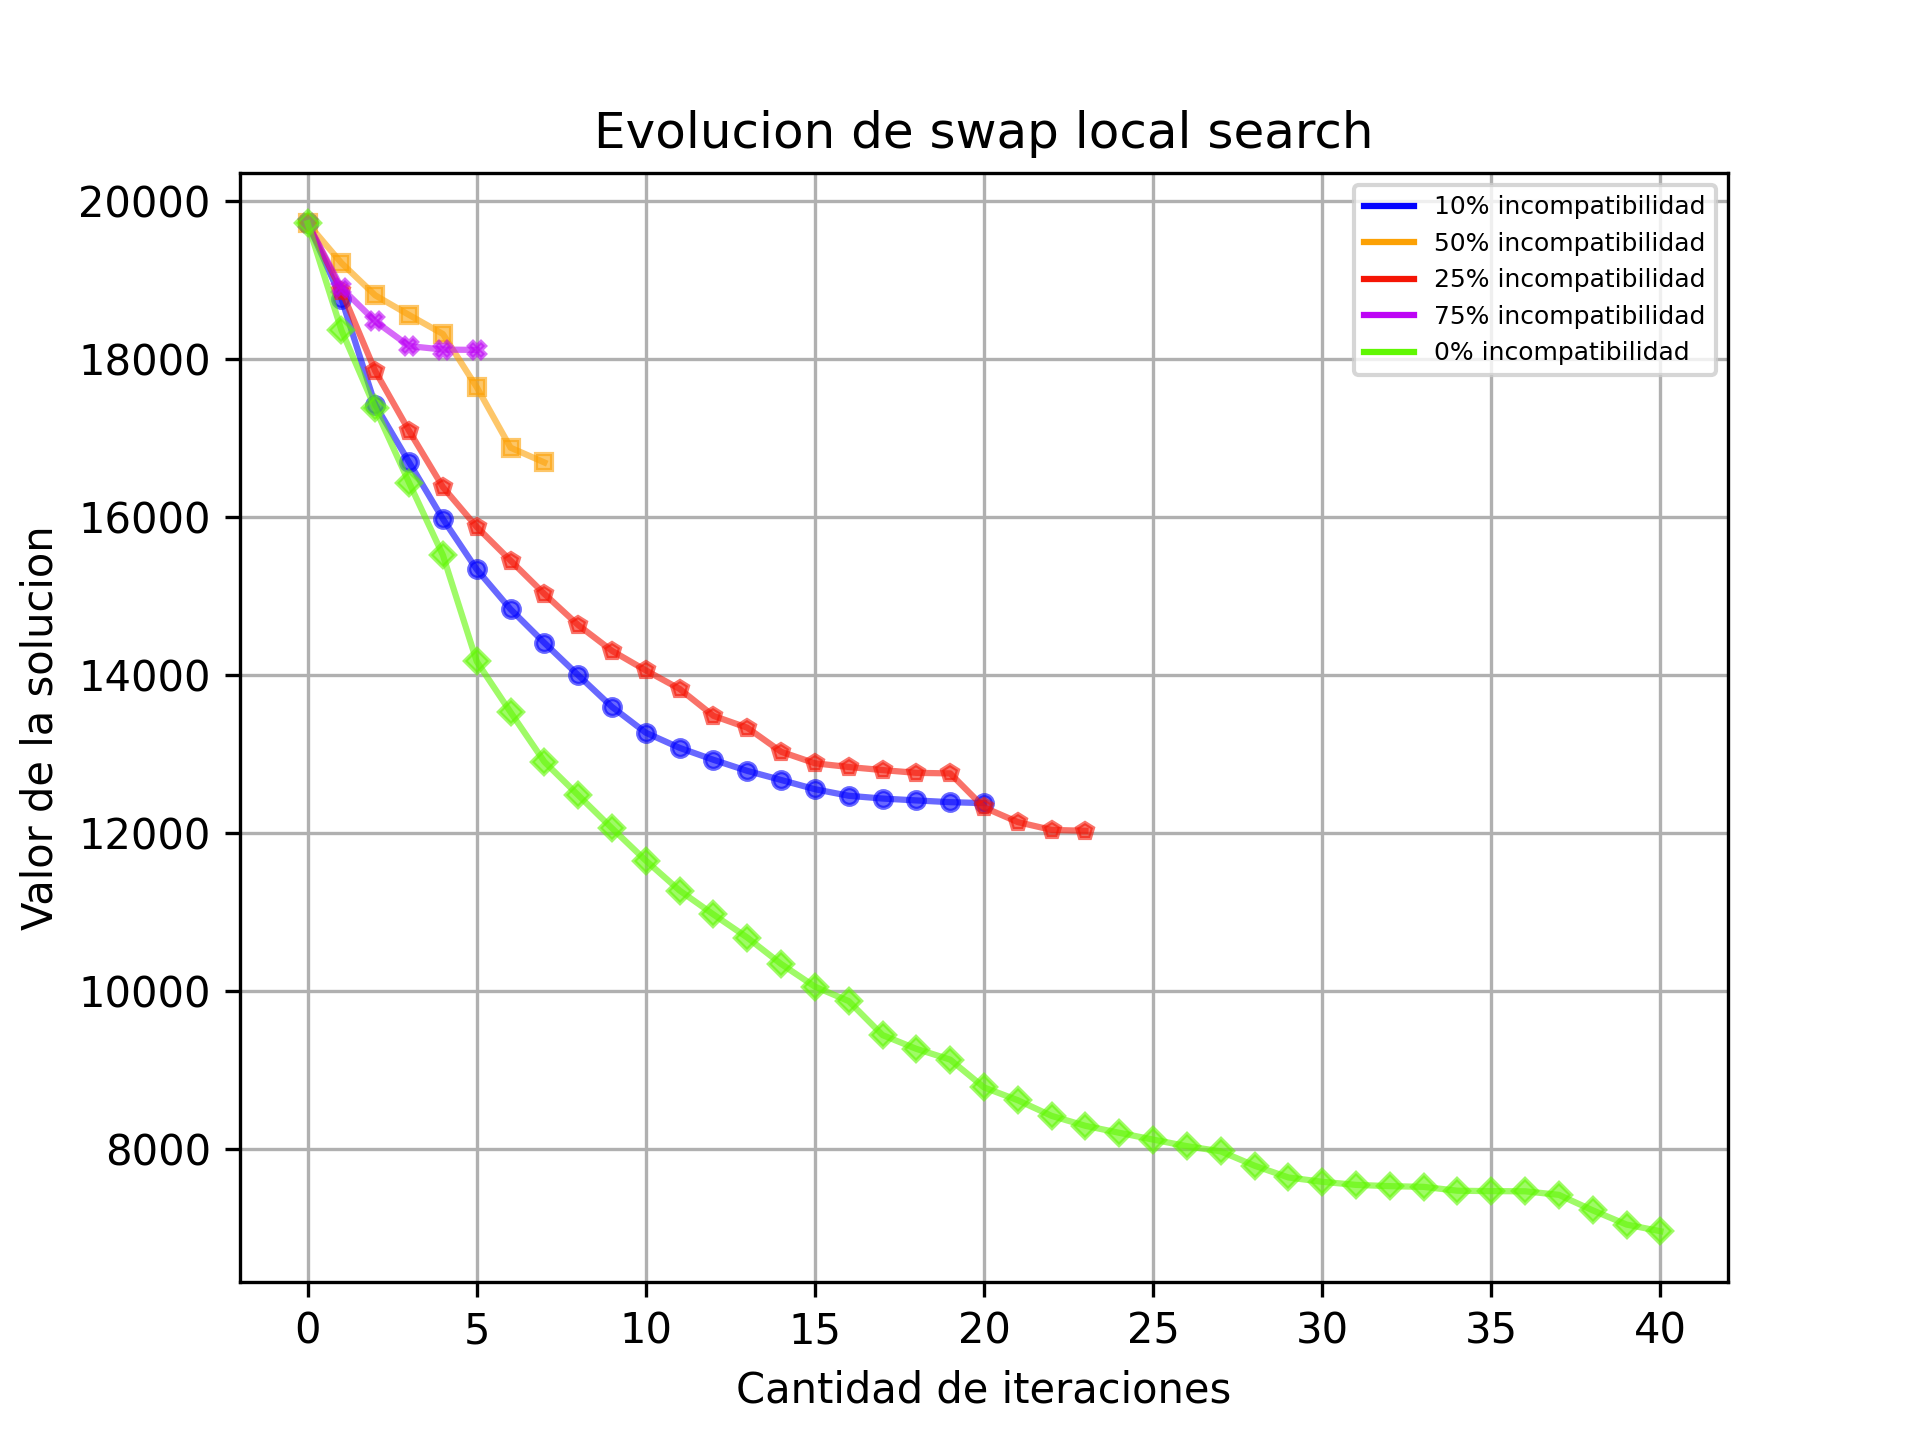 Evolucion de swap local search
20000
18000
16000
14000
12000
10000
8000
Valor de la solucion
10% incompatibilidad
50% incompatibilidad
25% incompatibilidad
75% incompatibilidad
0% incompatibilidad
0 5 10 15 20 25 30 35 40
Cantidad de iteraciones